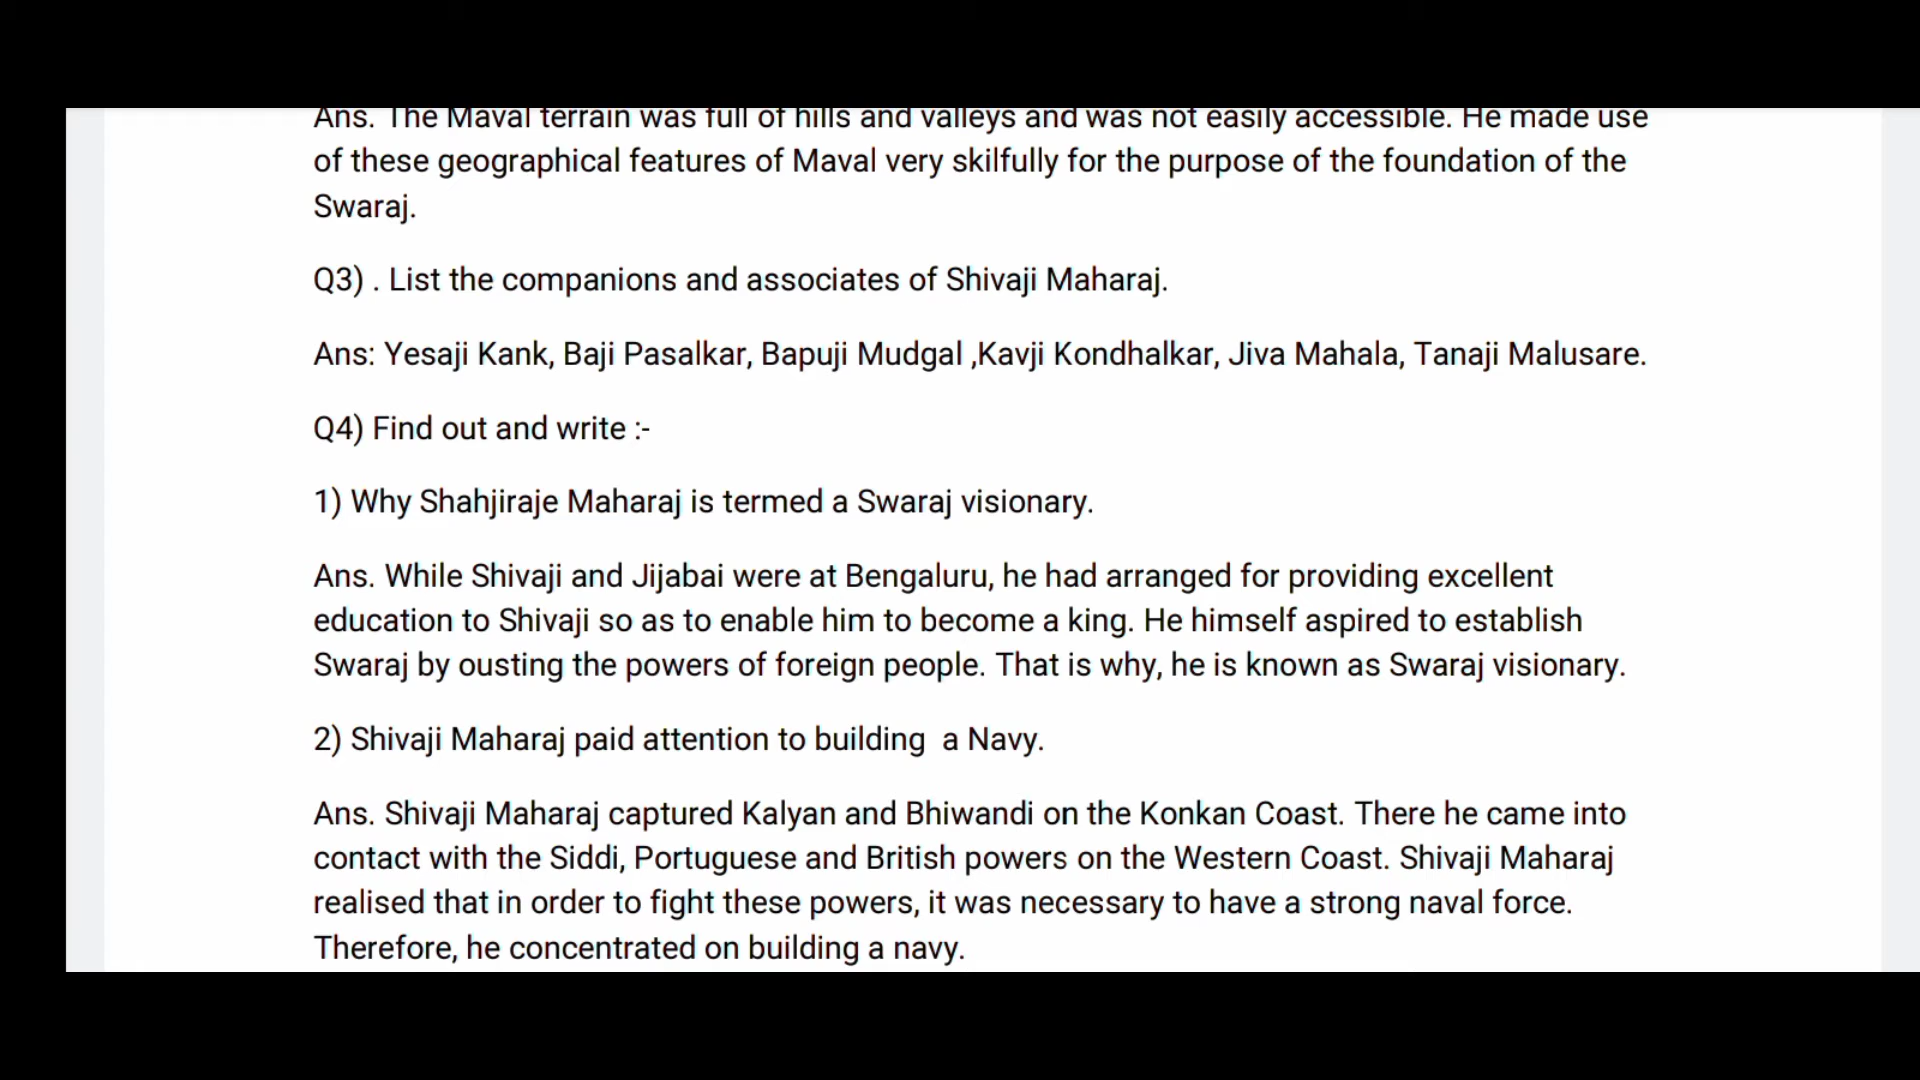 Ans. The Maval terrain was full of hills and valleys and was not easily accessible. He made use
of these geographical features of Maval very skilfully for the purpose of the foundation of the
Swaraj.
Q3) . List the companions and associates of Shivaji Maharaj.
Ans: Yesaji Kank, Baji Pasalkar, Bapuji Mudgal ,Kavji Kondhalkar, Jiva Mahala, Tanaji Malusare.
Q4) Find out and write :-
1) Why Shahjiraje Maharaj is termed a Swaraj visionary.
Ans. While Shivaji and Jijabai were at Bengaluru, he had arranged for providing excellent
education to Shivaji so as to enable him to become a king. He himself aspired to establish
Swaraj by ousting the powers of foreign people. That is why, he is known as Swaraj visionary.
2) Shivaji Maharaj paid attention to building  a Navy.
Ans. Shivaji Maharaj captured Kalyan and Bhiwandi on the Konkan Coast. There he came into
contact with the Siddi, Portuguese and British powers on the Western Coast. Shivaji Maharaj
realised that in order to fight these powers, it was necessary to have a strong naval force.
Therefore, he concentrated on building a navy.